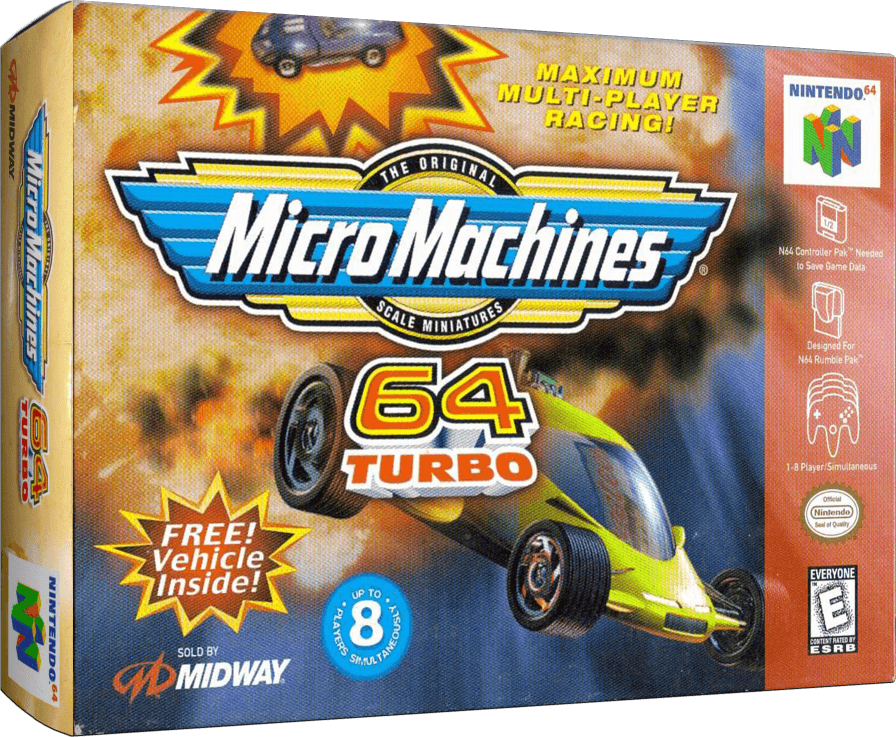 MAXIMUM
MULTI-PLAYER
RACING!
THE ORIGINAL
Micro Machines
®
SCALE MINIATURES
64
TURBO
FREE!
Vehicle
Inside!
UP TO
8
PLAYERS SIMULTANEOUSLY
SOLD BY
MIDWAY
NINTENDO 64
N64 Controller Pak™ Needed
to Save Game Data
Designed For
N64 Rumble Pak™
1-8 Player/Simultaneous
Official
Nintendo
Seal of Quality
EVERYONE
E
CONTENT RATED BY
ESRB
MIDWAY
Micro Machines
64
TURBO
NINTENDO 64